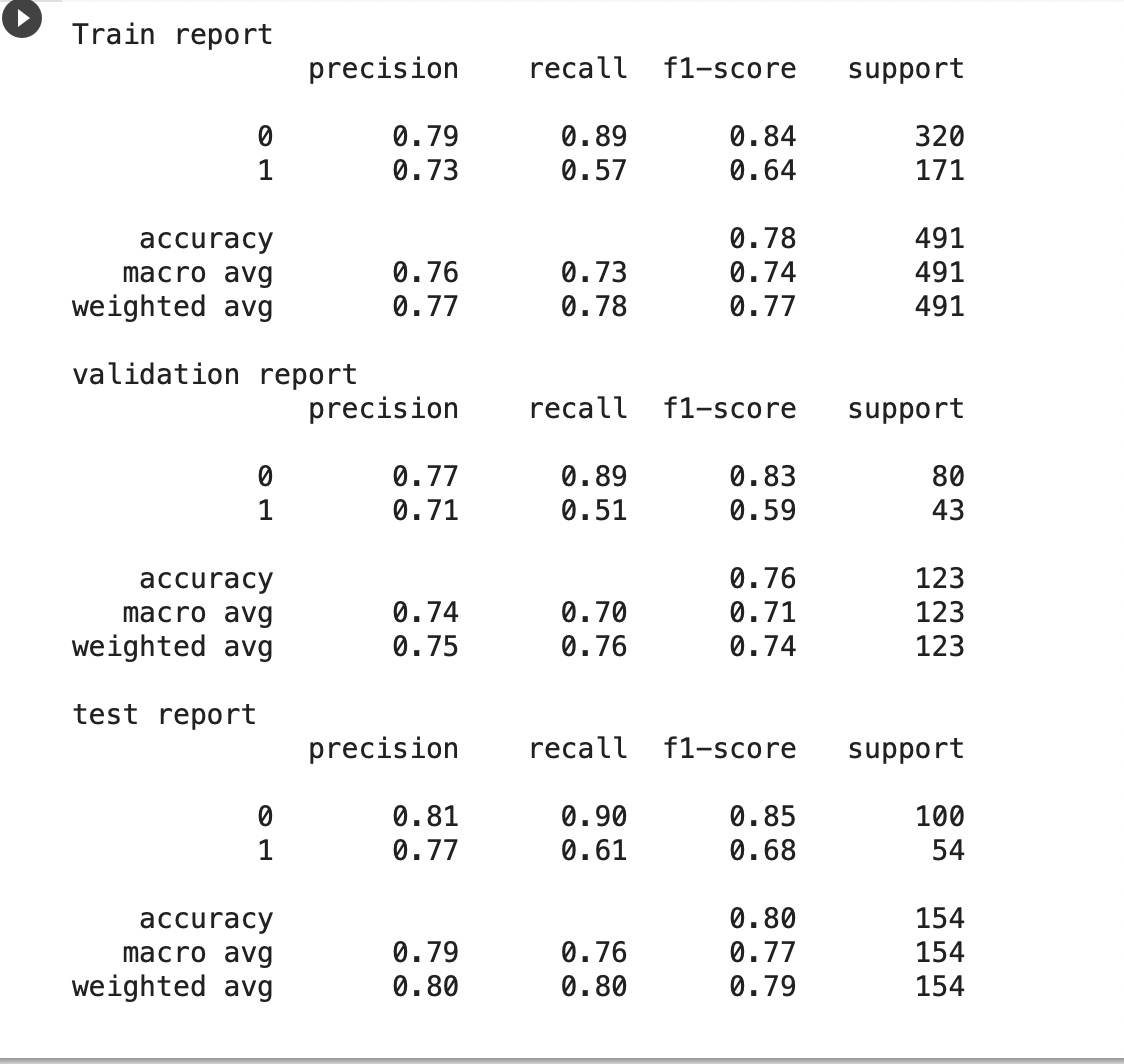 Train report
precision recall f1-score support
0 0.79 0.89 0.84 320
1 0.73 0.57 0.64 171
accuracy 0.78 491
macro avg 0.76 0.73 0.74 491
weighted avg 0.77 0.78 0.77 491
validation report
precision recall f1-score support
0 0.77 0.89 0.83 80
1 0.71 0.51 0.59 43
accuracy 0.76 123
macro avg 0.74 0.70 0.71 123
weighted avg 0.75 0.76 0.74 123
test report
precision recall f1-score support
0 0.81 0.90 0.85 100
1 0.77 0.61 0.68 54
accuracy 0.80 154
macro avg 0.79 0.76 0.77 154
weighted avg 0.80 0.80 0.79 154